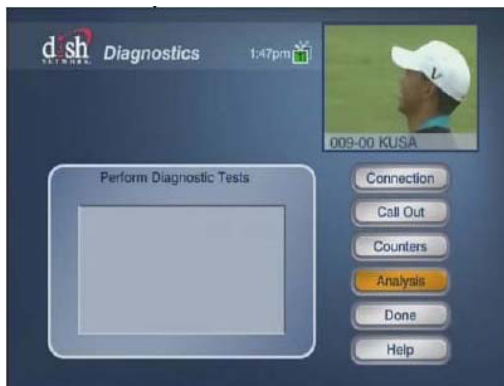 dish
NETWORK
Diagnostics
1:47pm
009-00 KUSA
Perform Diagnostic Tests
Connection
Call Out
Counters
Analysis
Done
Help